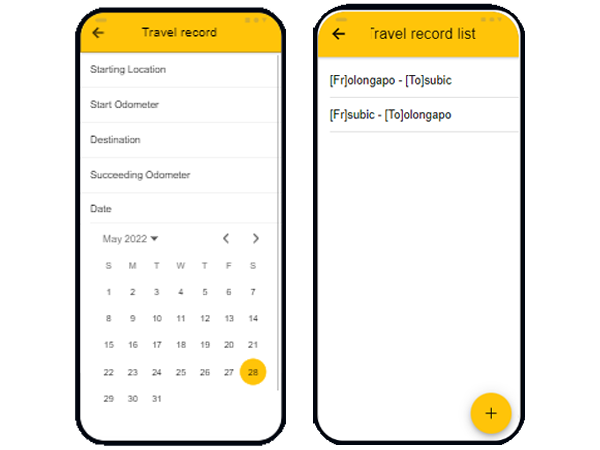 Travel record
Starting Location
Start Odometer
Destination
Succeeding Odometer
Date
May 2022
S M T W T F S
1 2 3 4 5 6 7
8 9 10 11 12 13 14
15 16 17 18 19 20 21
22 23 24 25 26 27 28
29 30 31
Travel record list
[Fr]olongapo - [To]subic
[Fr]subic - [To]olongapo
+